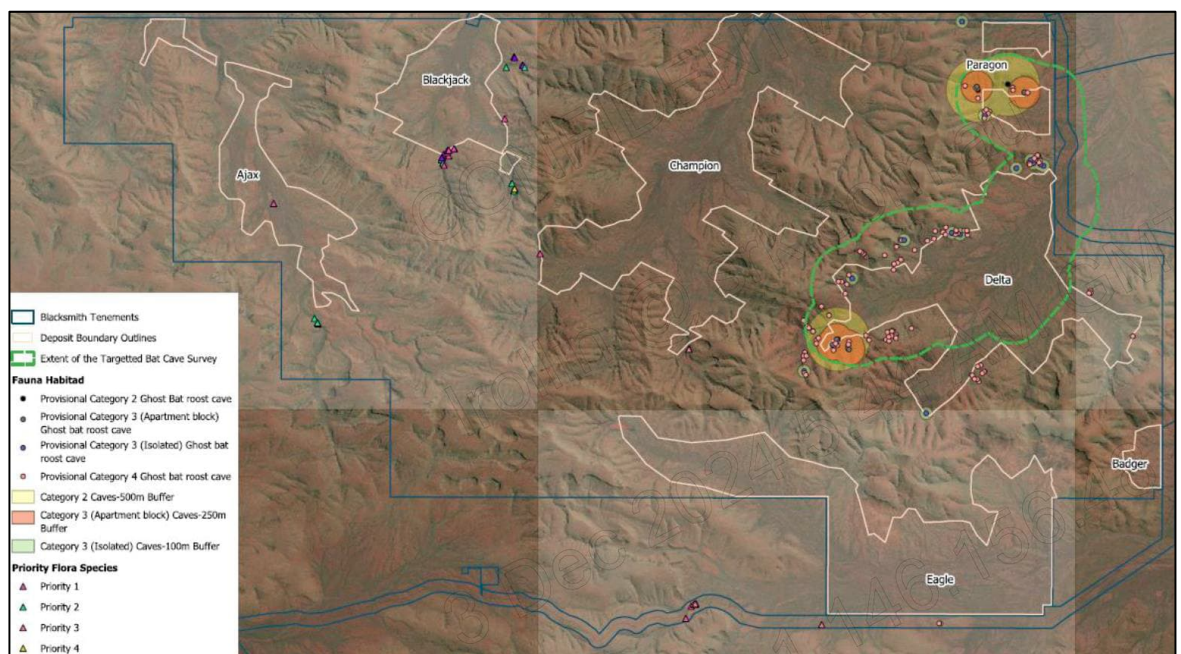 Paragon
Blackjack
Champion
Ajax
Delta
Badger
Eagle
Blacksmith Tenements
Deposit Boundary Outlines
Extent of the Targetted Bat Cave Survey
Fauna Habitad
Provisional Category 2 Ghost Bat roost cave
Provisional Category 3 (Apartment block)
Ghost bat roost cave
Provisional Category 3 (Isolated) Ghost bat
roost cave
Provisional Category 4 Ghost bat roost cave
Category 2 Caves-500m Buffer
Category 3 (Apartment block) Caves-250m
Buffer
Category 3 (Isolated) Caves-100m Buffer
Priority Flora Species
Priority 1
Priority 2
Priority 3
Priority 4